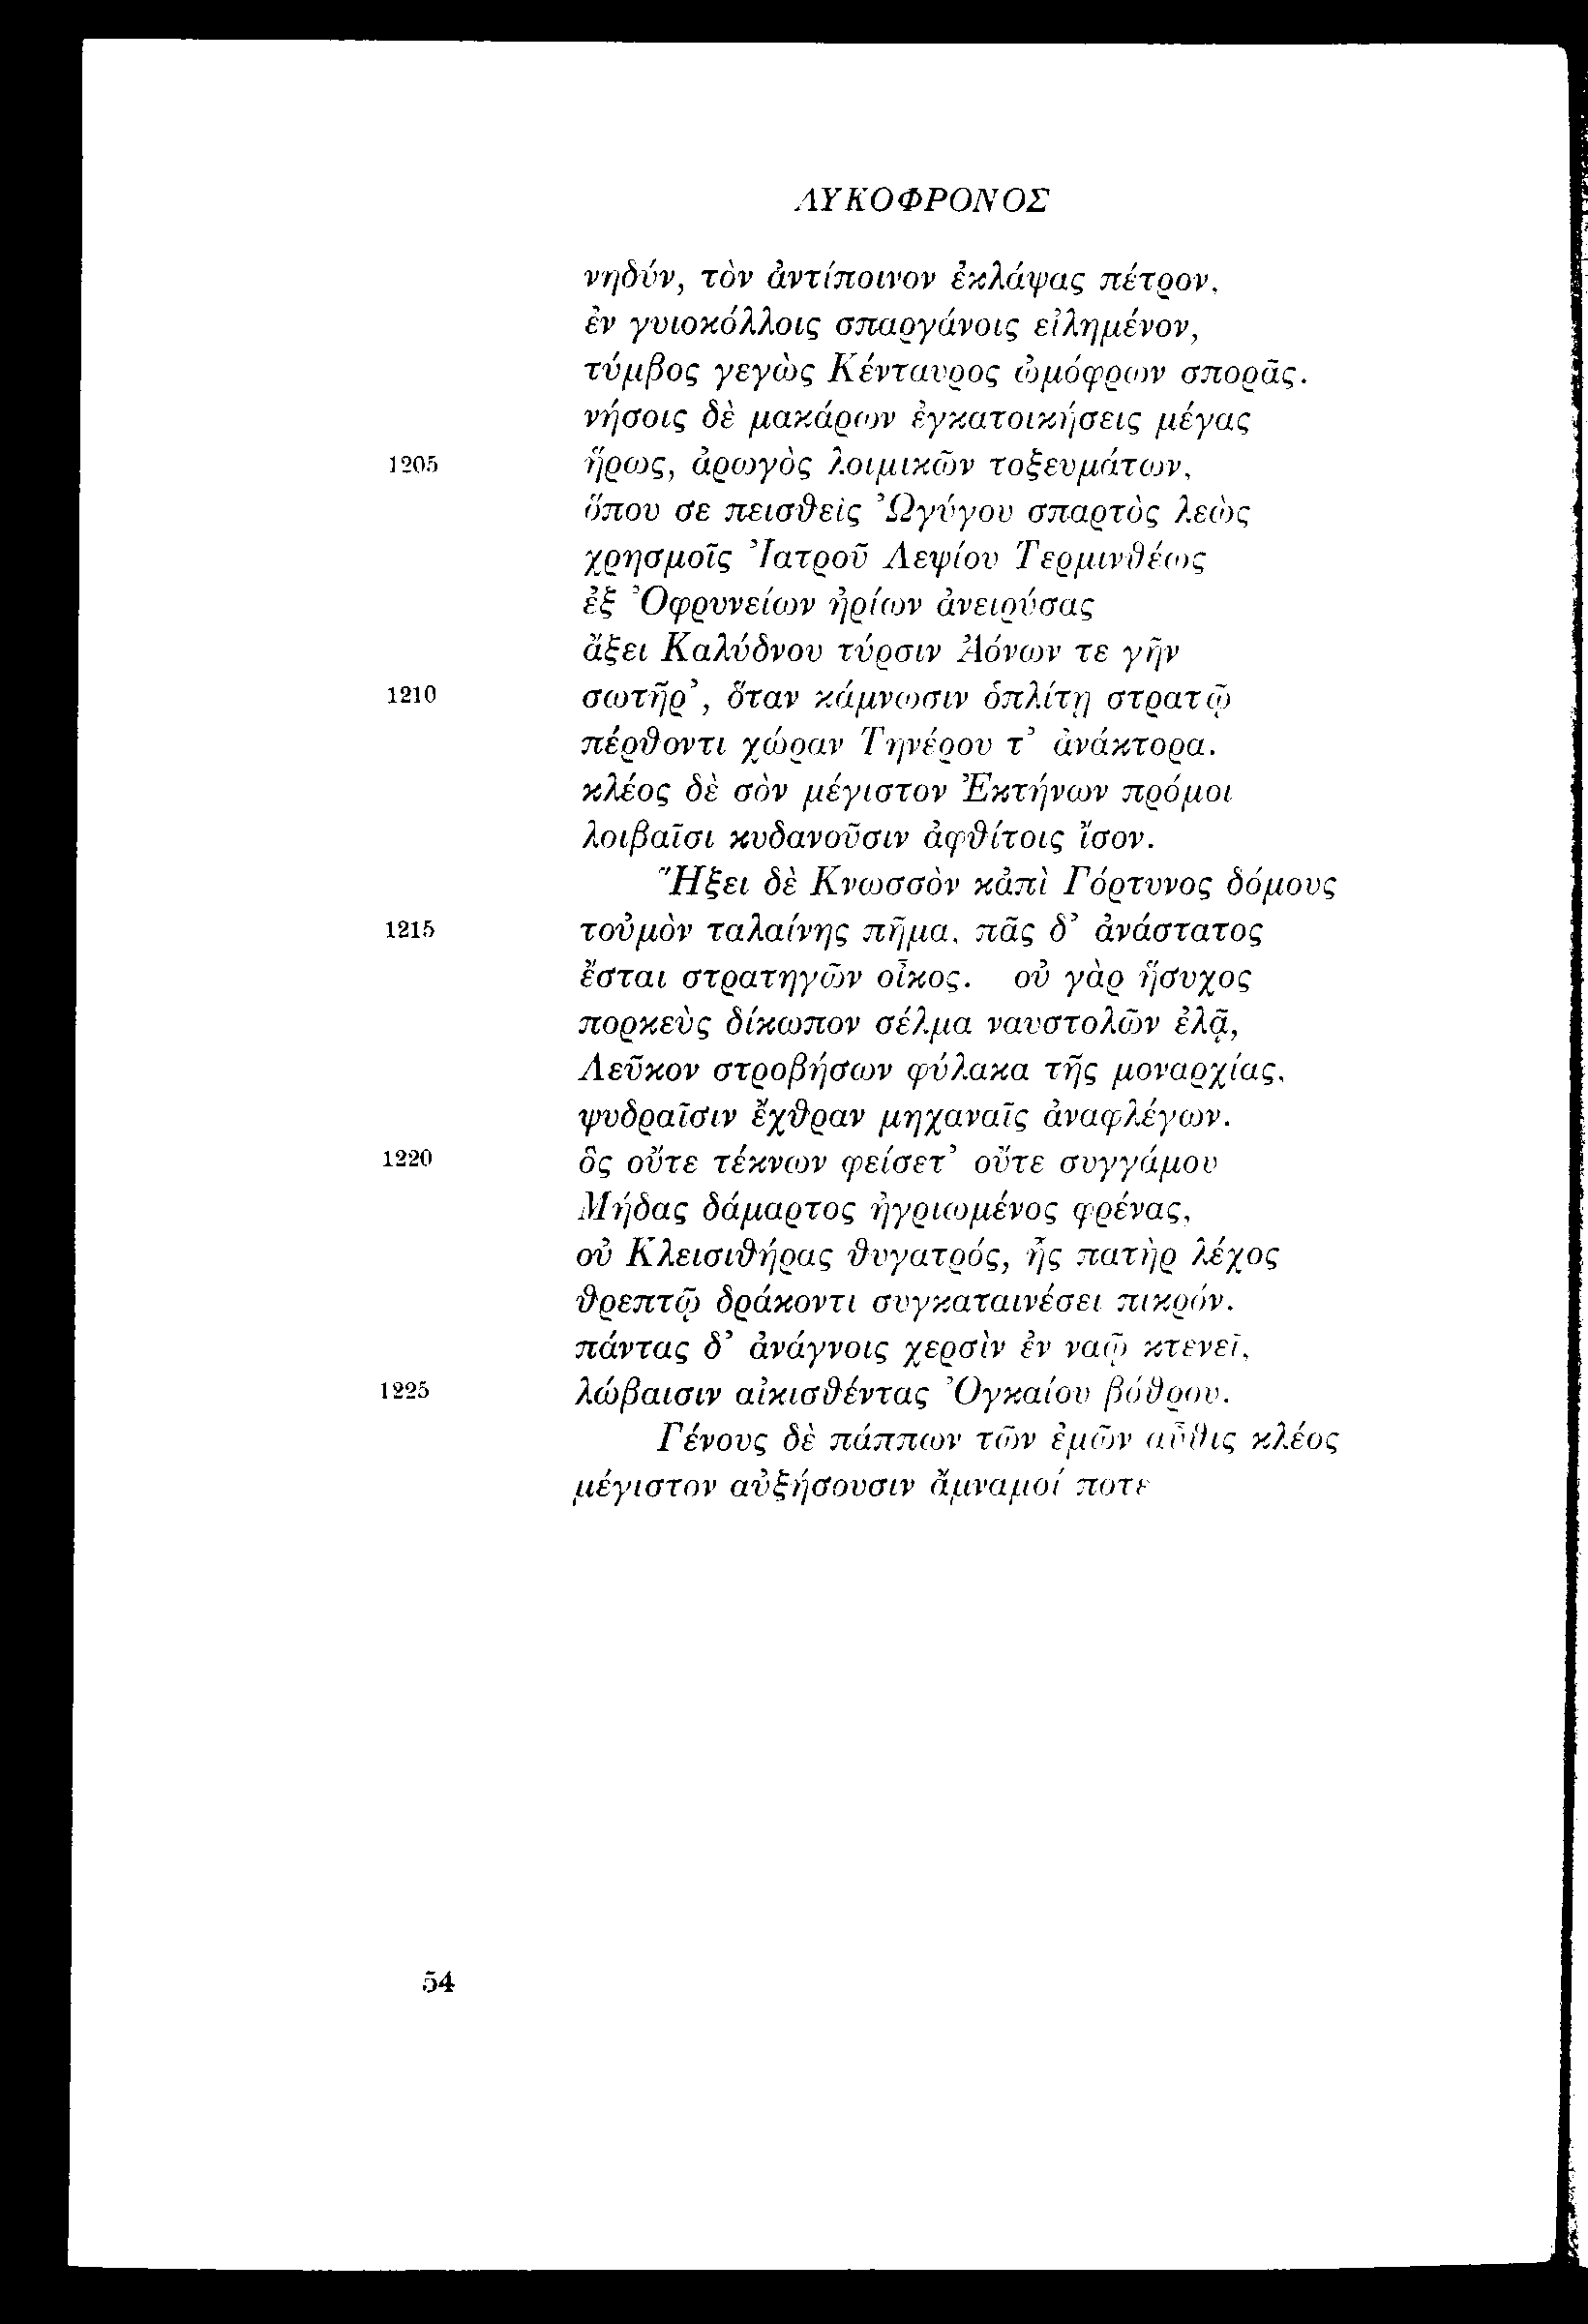 ΛΥΚΟΦΡΟΝΟΣ
νηδύν, τὸν ἀντίποινον ἐκλάψας πέτρον,
ἐν γυιοκόλλοις σπαργάνοις εἰλημένον,
τύμβος γεγὼς Κένταυρος ὠμόφρων σπορᾶς.
νήσοις δὲ μακάρων ἐγκατοικήσεις μέγας
1205 ἥρως, ἀρωγὸς λοιμικῶν τοξευμάτων,
ὅπου σε πεισθεὶς Ὠγύγου σπαρτὸς λεὼς
χρησμοῖς Ἰατροῦ Λεψίου Τερμινθέως
ἐξ Ὀφρυνείων ἠρίων ἀνειρύσας
ἄξει Καλύδνου τύρσιν Ἀόνων τε γῆν
1210 σωτῆρ’, ὅταν κάμνωσιν ὁπλίτῃ στρατῷ
πέρθοντι χώραν Τηνέρου τ’ ἀνάκτορα.
κλέος δὲ σὸν μέγιστον Ἐκτήνων πρόμοι
λοιβαῖσι κυδανοῦσιν ἀφθίτοις ἴσον.
Ἥξει δὲ Κνωσσὸν κἀπὶ Γόρτυνος δόμους
1215 τοὐμὸν ταλαίνης πῆμα, πᾶς δ’ ἀνάστατος
ἔσται στρατηγῶν οἶκος. οὐ γὰρ ἥσυχος
πορκεὺς δίκωπον σέλμα ναυστολῶν ἐλᾷ,
Λεῦκον στροβήσων φύλακα τῆς μοναρχίας,
ψυδραῖσιν ἔχθραν μηχαναῖς ἀναφλέγων.
1220 ὃς οὔτε τέκνων φείσετ’ οὔτε συγγάμου
Μήδας δάμαρτος ἠγριωμένος φρένας,
οὐ Κλεισιθήρας θυγατρός, ἧς πατὴρ λέχος
θρεπτῷ δράκοντι συγκαταινέσει πικρόν.
πάντας δ’ ἀνάγνοις χερσὶν ἐν ναῷ κτενεῖ,
1225 λώβαισιν αἰκισθέντας Ὀγκαίου βόθρου.
Γένους δὲ πάππων τῶν ἐμῶν αὖθις κλέος
μέγιστον αὐξήσουσιν ἄμναμοί ποτε
54